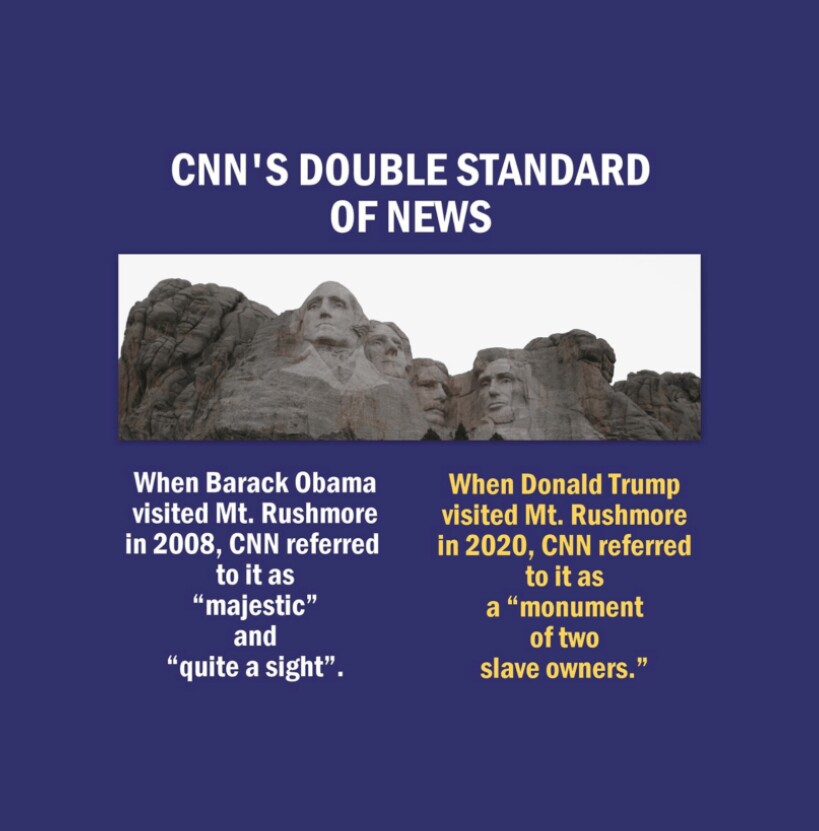 CNN'S DOUBLE STANDARD
OF NEWS
When Barack Obama
visited Mt. Rushmore
in 2008, CNN referred
to it as
“majestic”
and
“quite a sight”.
When Donald Trump
visited Mt. Rushmore
in 2020, CNN referred
to it as
a “monument
of two
slave owners.”